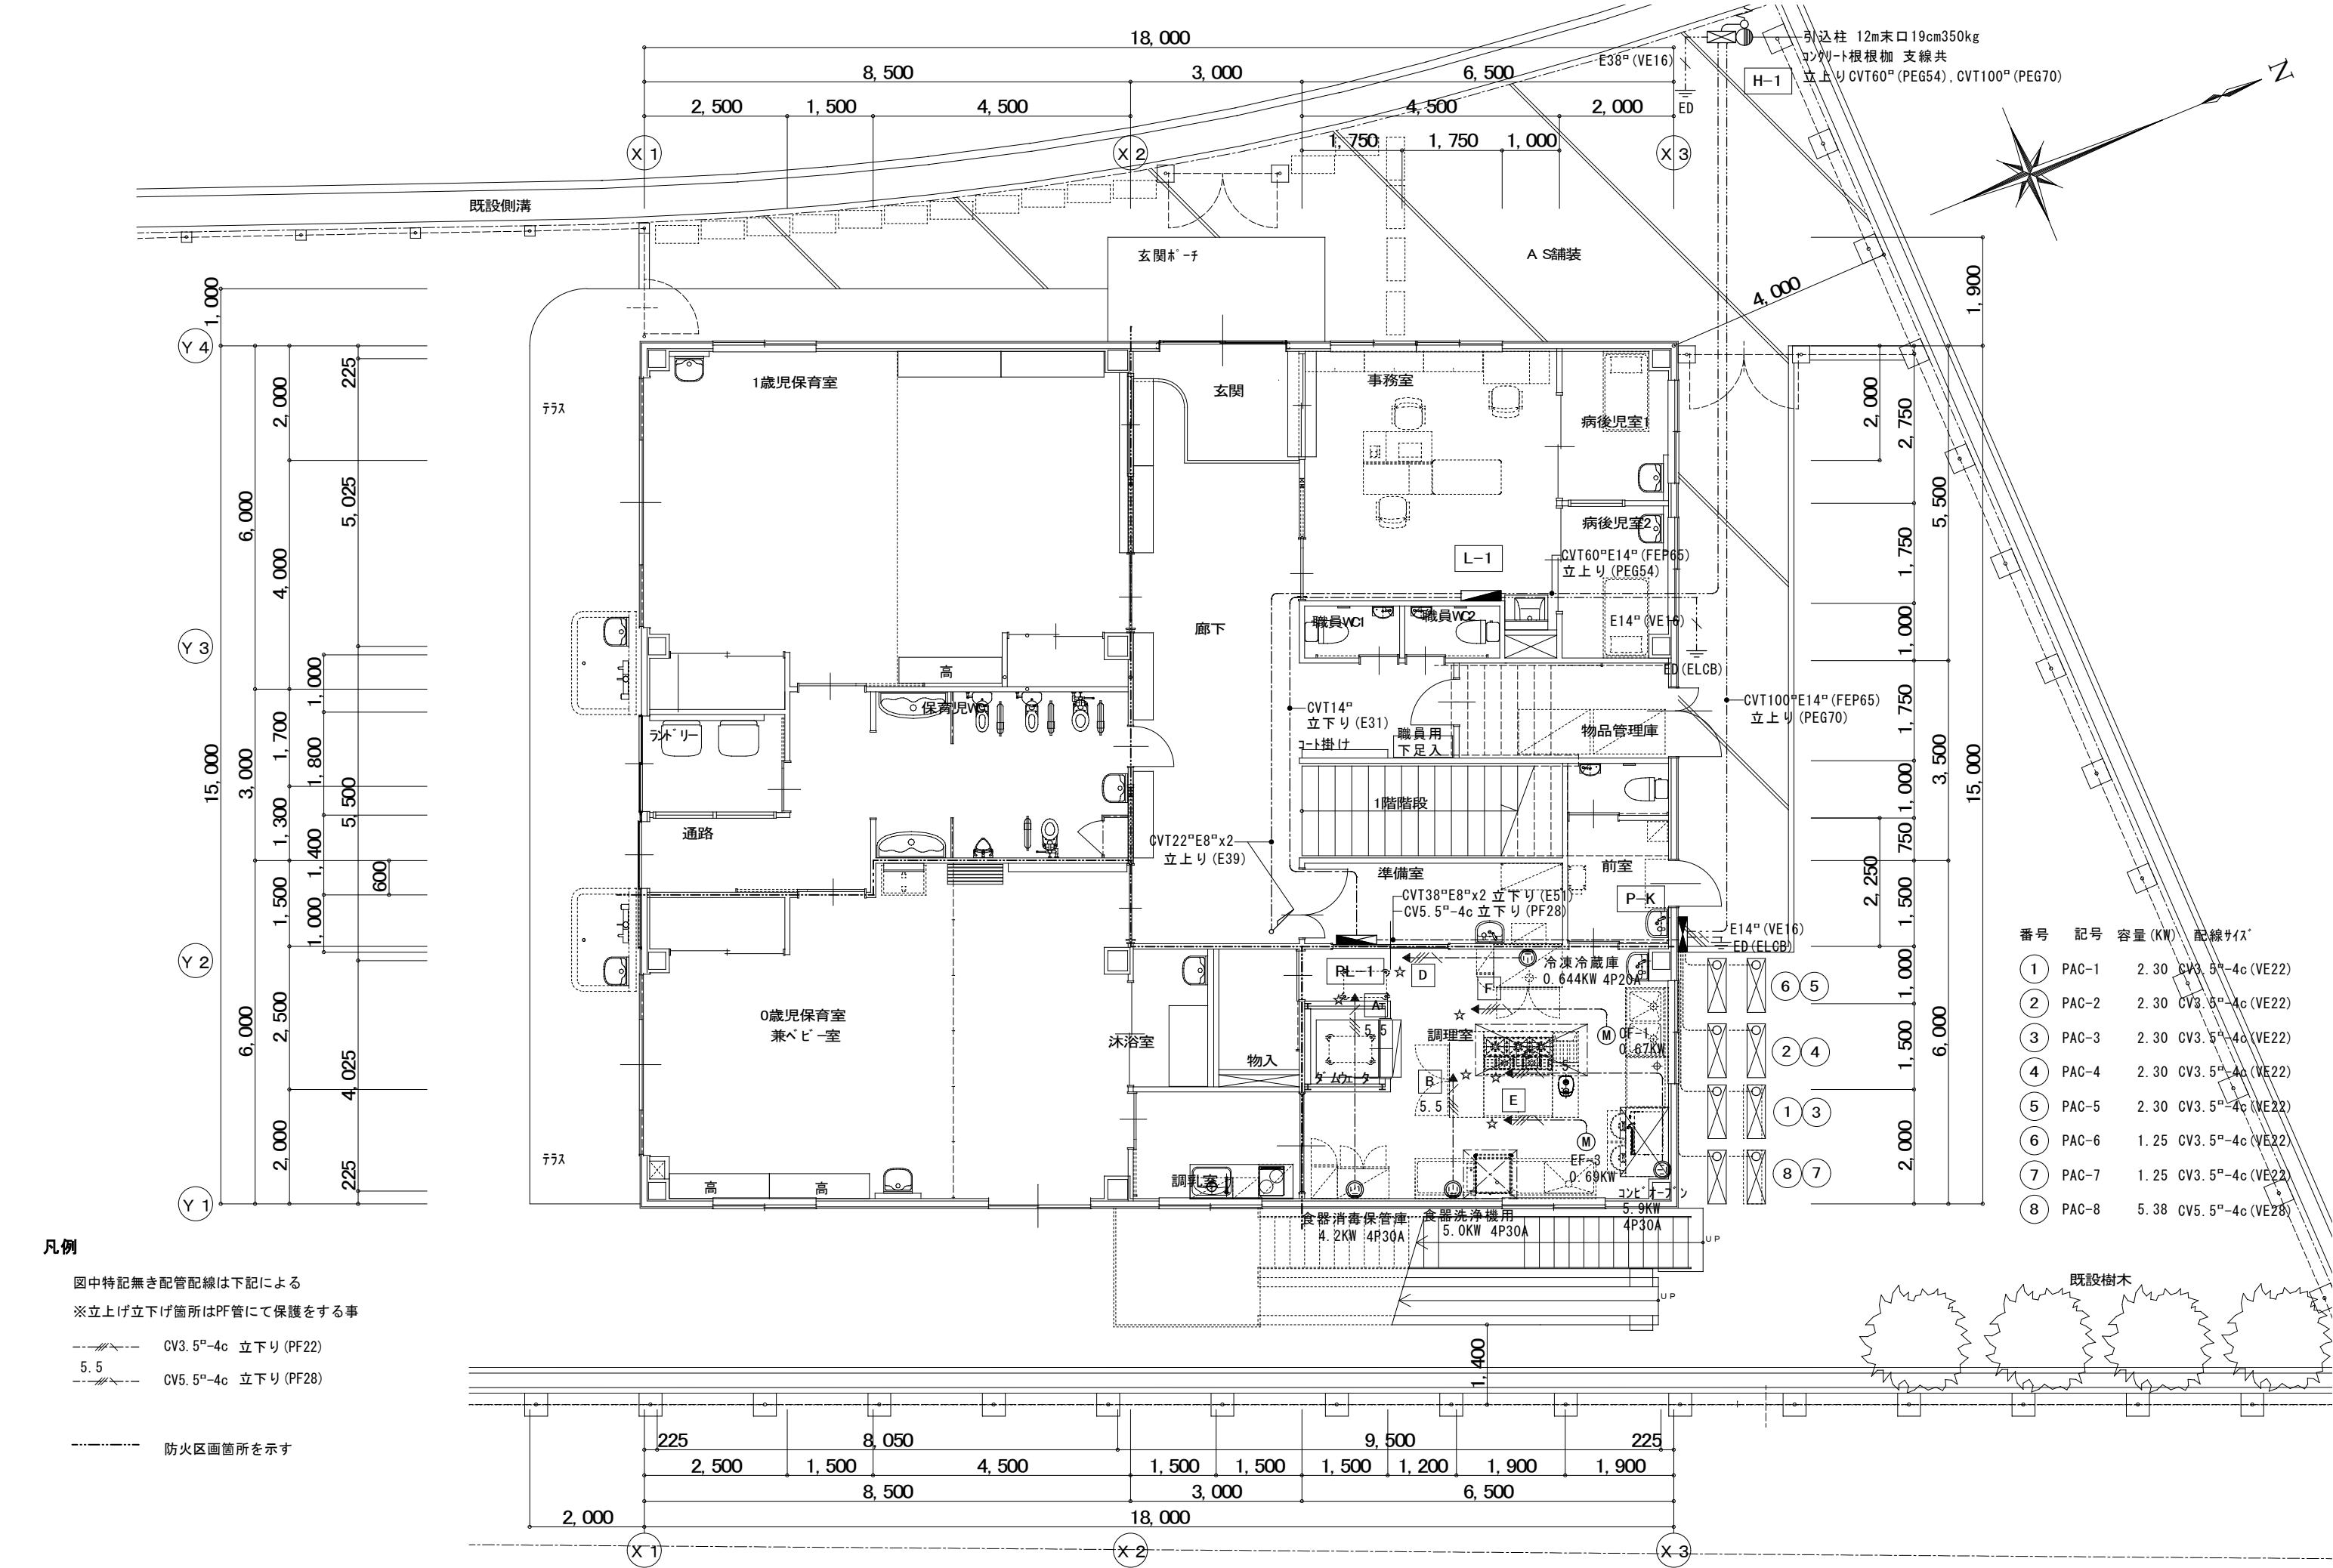 18,000
8,500
3,000
6,500
2,500
1,500
4,500
4,500
2,000
1,750
1,750
1,000
X1
X2
X3
E38▫(VE16)
ED
H-1
引込柱 12m末口19cm350kg
コンクリート根根枷 支線共
立上りCVT60▫(PEG54),CVT100▫(PEG70)
N
既設側溝
玄関ポーチ
AS舗装
4,000
1,900
1,000
Y4
Y3
Y2
Y1
225
2,000
5,025
6,000
4,000
1,000
1,700
1,800
15,000
3,000
5,500
1,300
1,400
600
1,500
1,000
2,500
6,000
4,025
2,000
225
テラス
1歳児保育室
玄関
事務室
病後児室1
病後児室2
L-1
CVT60▫E14▫(FEP65)
立上り(PEG54)
職員WC1
職員WC2
E14▫(VE16)
ED(ELCB)
廊下
高
保育児WC
ランドリー
CVT14▫
立下り(E31)
コート掛け
職員用
下足入
物品管理庫
CVT100▫E14▫(FEP65)
立上り(PEG70)
1階階段
通路
CVT22▫E8▫x2
立上り(E39)
準備室
前室
P-K
CVT38▫E8▫x2 立下り(E51)
CV5.5▫-4c 立下り(PF28)
E14▫(VE16)
ED(ELCB)
RL-1
☆
D
F
冷凍冷蔵庫
0.644KW 4P20A
☆
A
5.5
☆
調理室
M
OF-1
0.67KW
0歳児保育室
兼ベビー室
沐浴室
物入
ダムウェーター
B
5.5
☆
☆
5.5
E
☆
M
EF-3
0.69KW
テラス
高
高
調乳室
コンビオーブン
5.9KW
4P30A
食器消毒保管庫
4.2KW 4P30A
食器洗浄機用
5.0KW 4P30A
UP
UP
2,000
2,750
5,500
1,750
1,000
1,750
3,500
15,000
1,000
750
2,250
1,500
1,000
1,500
6,000
2,000
⑥⑤
②④
①③
⑧⑦
番号 記号 容量(KW) 配線サイズ
① PAC-1 2.30 CV3.5▫-4c(VE22)
② PAC-2 2.30 CV3.5▫-4c(VE22)
③ PAC-3 2.30 CV3.5▫-4c(VE22)
④ PAC-4 2.30 CV3.5▫-4c(VE22)
⑤ PAC-5 2.30 CV3.5▫-4c(VE22)
⑥ PAC-6 1.25 CV3.5▫-4c(VE22)
⑦ PAC-7 1.25 CV3.5▫-4c(VE22)
⑧ PAC-8 5.38 CV5.5▫-4c(VE28)
既設樹木
凡例
図中特記無き配管配線は下記による
※立上げ立下げ箇所はPF管にて保護をする事
CV3.5▫-4c 立下り(PF22)
5.5
CV5.5▫-4c 立下り(PF28)
防火区画箇所を示す
1,400
225
8,050
9,500
225
2,500
1,500
4,500
1,500
1,500
1,500
1,200
1,900
1,900
8,500
3,000
6,500
2,000
18,000
X1
X2
X3